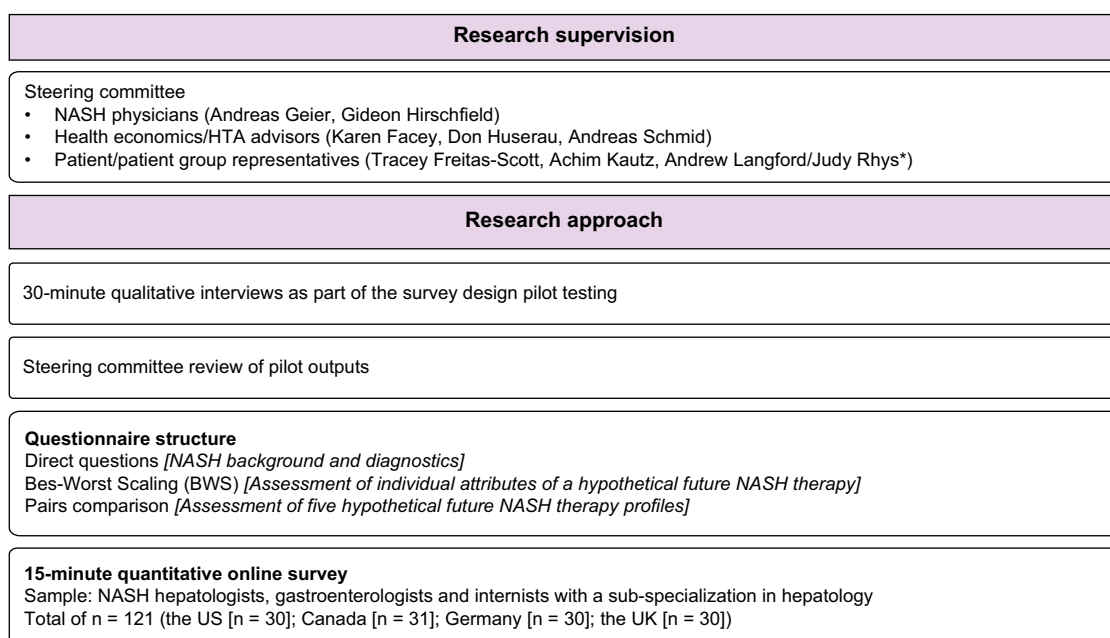 Research supervision
Steering committee
• NASH physicians (Andreas Geier, Gideon Hirschfield)
• Health economics/HTA advisors (Karen Facey, Don Huserau, Andreas Schmid)
• Patient/patient group representatives (Tracey Freitas-Scott, Achim Kautz, Andrew Langford/Judy Rhys*)
Research approach
30-minute qualitative interviews as part of the survey design pilot testing
Steering committee review of pilot outputs
Questionnaire structure
Direct questions [NASH background and diagnostics]
Bes-Worst Scaling (BWS) [Assessment of individual attributes of a hypothetical future NASH therapy]
Pairs comparison [Assessment of five hypothetical future NASH therapy profiles]
15-minute quantitative online survey
Sample: NASH hepatologists, gastroenterologists and internists with a sub-specialization in hepatology
Total of n = 121 (the US [n = 30]; Canada [n = 31]; Germany [n = 30]; the UK [n = 30])